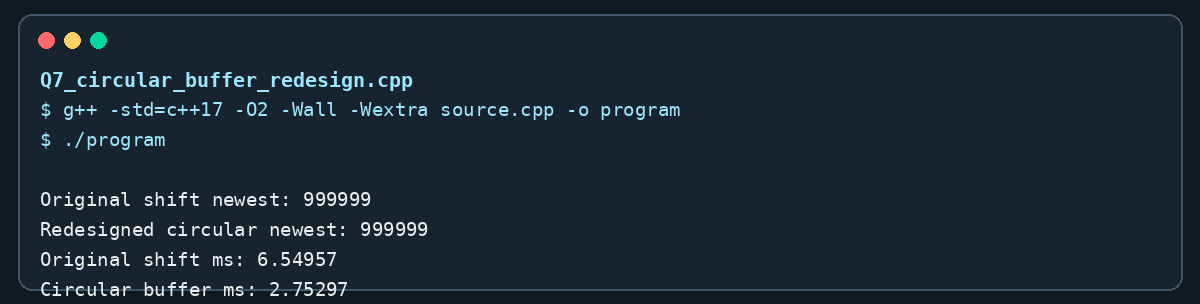 Q7_circular_buffer_redesign.cpp
$ g++ -std=c++17 -O2 -Wall -Wextra source.cpp -o program
$ ./program
Original shift newest: 999999
Redesigned circular newest: 999999
Original shift ms: 6.54957
Circular buffer ms: 2.75297